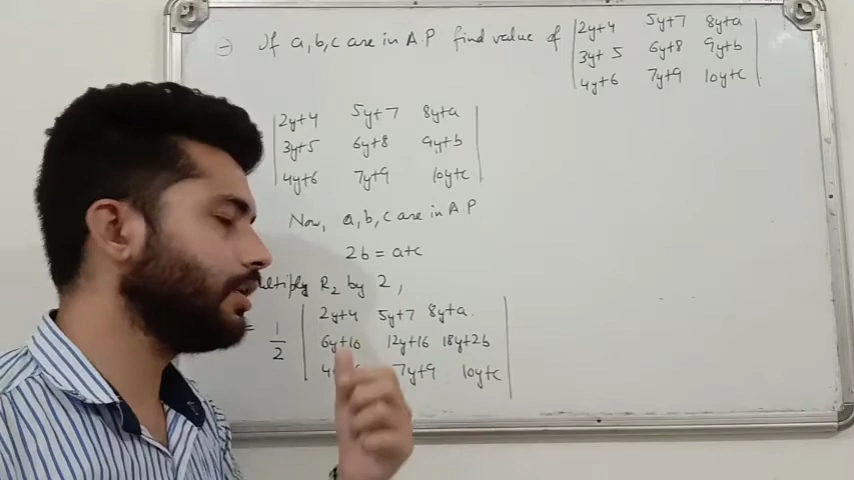 If a,b,c are in A.P find value of |2y+4 5y+7 8y+a|
|3y+5 6y+8 9y+b|
|4y+6 7y+9 10y+c|
|2y+4 5y+7 8y+a|
|3y+5 6y+8 9y+b|
|4y+6 7y+9 10y+c|
Now, a,b,c are in A.P
2b = a+c
R2 by 2,
|2y+4 5y+7 8y+a|
= 1/2 |6y+10 12y+16 18y+2b|
7y+9 10y+c|